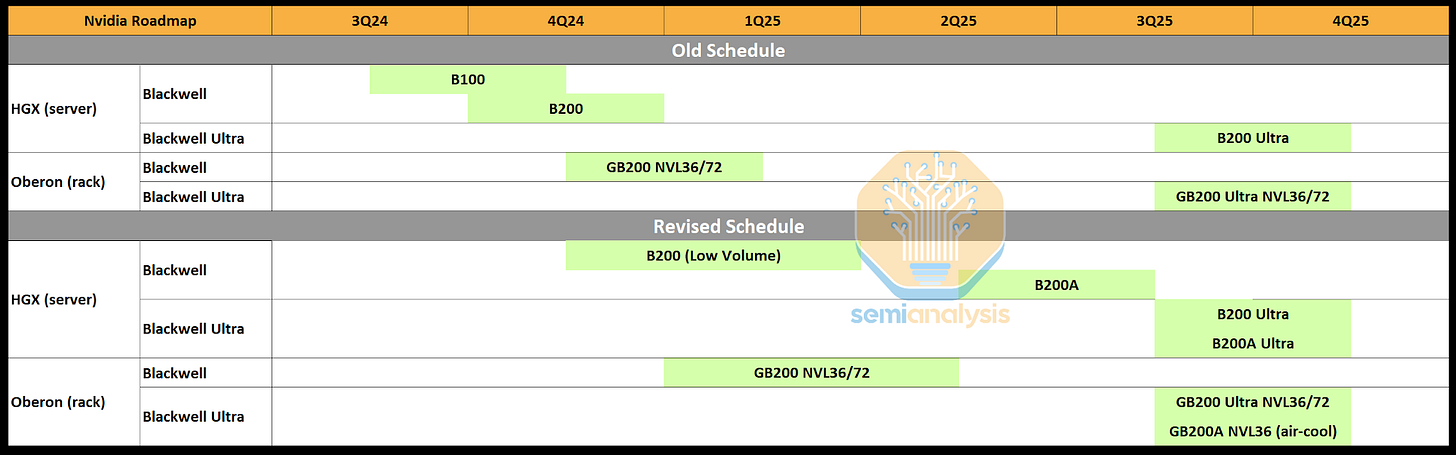 Nvidia Roadmap 3Q24 4Q24 1Q25 2Q25 3Q25 4Q25
Old Schedule
HGX (server) Blackwell B100
B200
Blackwell Ultra B200 Ultra
Oberon (rack) Blackwell GB200 NVL36/72
Blackwell Ultra GB200 Ultra NVL36/72
Revised Schedule
HGX (server) Blackwell B200 (Low Volume)
B200A
Blackwell Ultra B200 Ultra
B200A Ultra
Oberon (rack) Blackwell GB200 NVL36/72
Blackwell Ultra GB200 Ultra NVL36/72
GB200A NVL36 (air-cool)
semianalysis